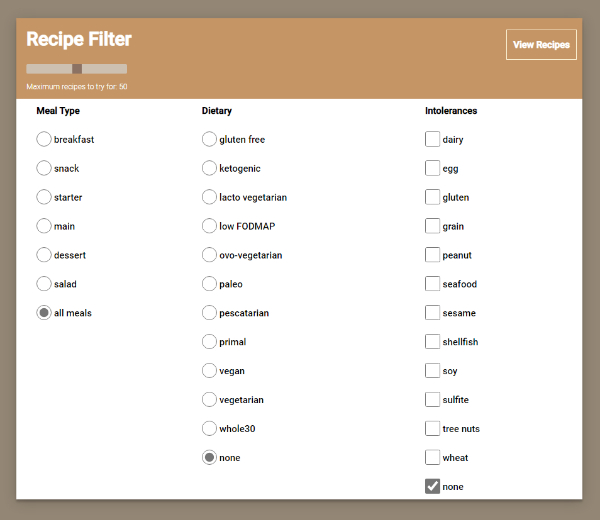 Recipe Filter
View Recipes
Maximum recipes to try for: 50
Meal Type
breakfast
snack
starter
main
dessert
salad
all meals
Dietary
gluten free
ketogenic
lacto vegetarian
low FODMAP
ovo-vegetarian
paleo
pescatarian
primal
vegan
vegetarian
whole30
none
Intolerances
dairy
egg
gluten
grain
peanut
seafood
sesame
shellfish
soy
sulfite
tree nuts
wheat
none